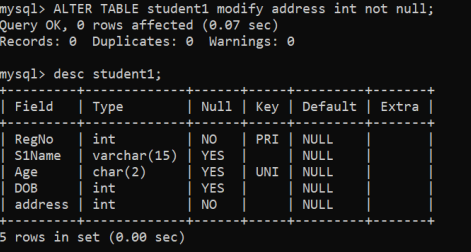 mysql> ALTER TABLE student1 modify address int not null;
Query OK, 0 rows affected (0.07 sec)
Records: 0  Duplicates: 0  Warnings: 0
mysql> desc student1;
+---------+-------------+------+-----+---------+-------+
| Field   | Type        | Null | Key | Default | Extra |
+---------+-------------+------+-----+---------+-------+
| RegNo   | int         | NO   | PRI | NULL    |       |
| S1Name  | varchar(15) | YES  |     | NULL    |       |
| Age     | char(2)     | YES  | UNI | NULL    |       |
| DOB     | int         | YES  |     | NULL    |       |
| address | int         | NO   |     | NULL    |       |
+---------+-------------+------+-----+---------+-------+
5 rows in set (0.00 sec)